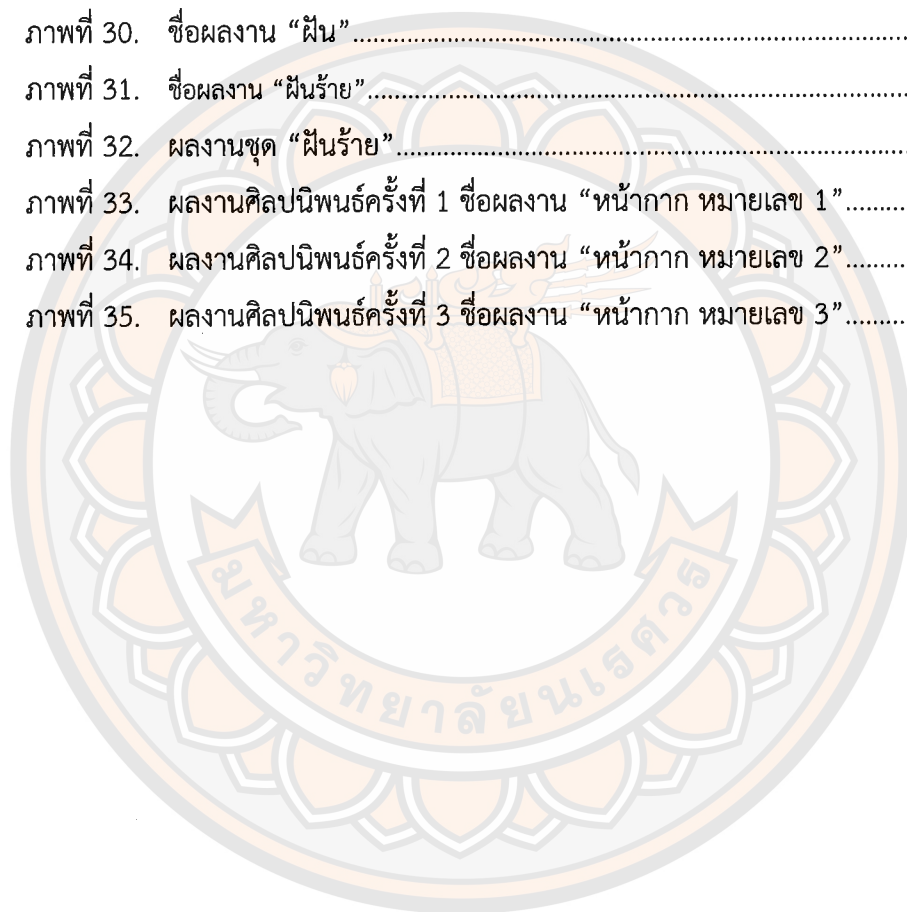 ภาพที่ 30. ชื่อผลงาน “ฝัน”..........................................................................................
ภาพที่ 31. ชื่อผลงาน “ฝันร้าย”..........................................................................................
ภาพที่ 32. ผลงานชุด “ฝันร้าย”..........................................................................................
ภาพที่ 33. ผลงานศิลปนิพนธ์ครั้งที่ 1 ชื่อผลงาน “หน้ากาก หมายเลข 1”.........
ภาพที่ 34. ผลงานศิลปนิพนธ์ครั้งที่ 2 ชื่อผลงาน “หน้ากาก หมายเลข 2”.........
ภาพที่ 35. ผลงานศิลปนิพนธ์ครั้งที่ 3 ชื่อผลงาน “หน้ากาก หมายเลข 3”.........
มหาวิทยาลัยนเรศวร